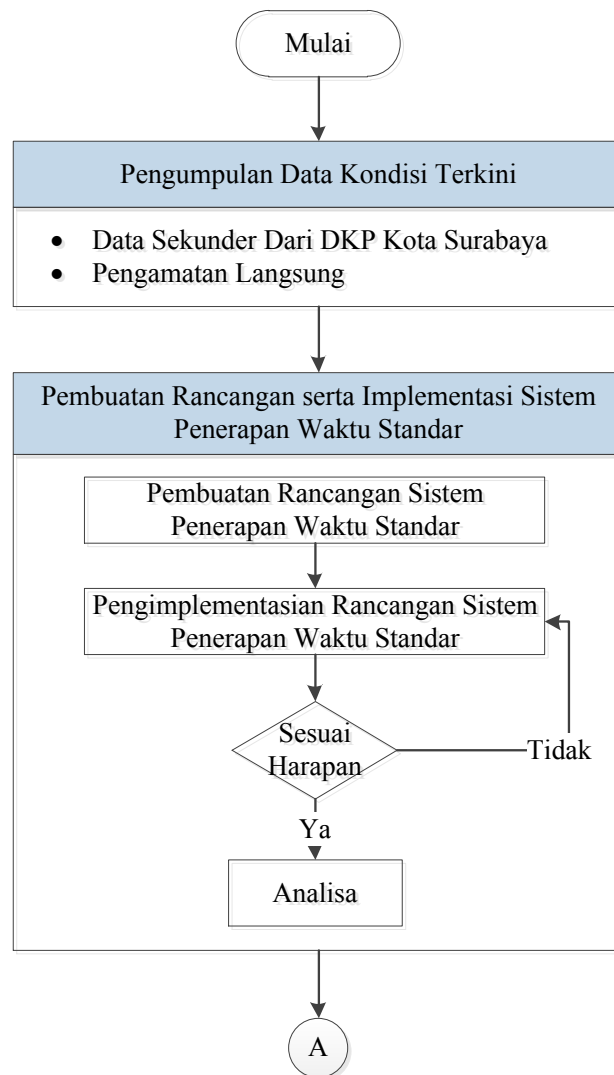 Mulai
Pengumpulan Data Kondisi Terkini
• Data Sekunder Dari DKP Kota Surabaya
• Pengamatan Langsung
Pembuatan Rancangan serta Implementasi Sistem
Penerapan Waktu Standar
Pembuatan Rancangan Sistem
Penerapan Waktu Standar
Pengimplementasian Rancangan Sistem
Penerapan Waktu Standar
Sesuai
Harapan
Tidak
Ya
Analisa
A